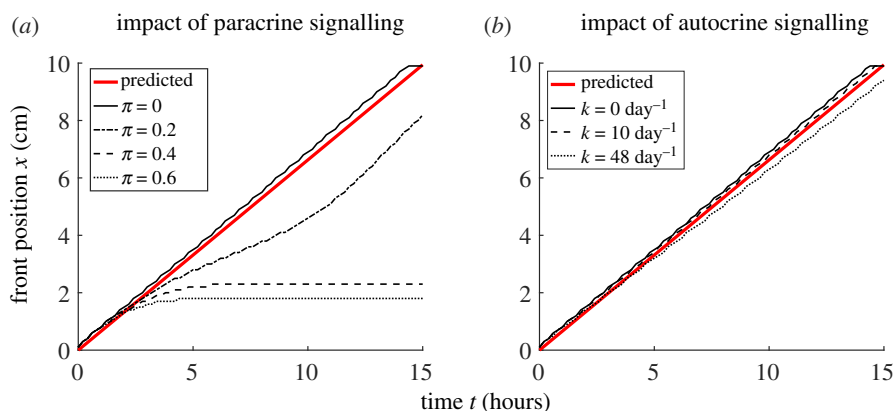 (a) impact of paracrine signalling
10
8
6
4
2
0
front position x (cm)
predicted
π = 0
π = 0.2
π = 0.4
π = 0.6
0 5 10 15
(b) impact of autocrine signalling
10
8
6
4
2
0
predicted
k = 0 day⁻¹
k = 10 day⁻¹
k = 48 day⁻¹
0 5 10 15
time t (hours)